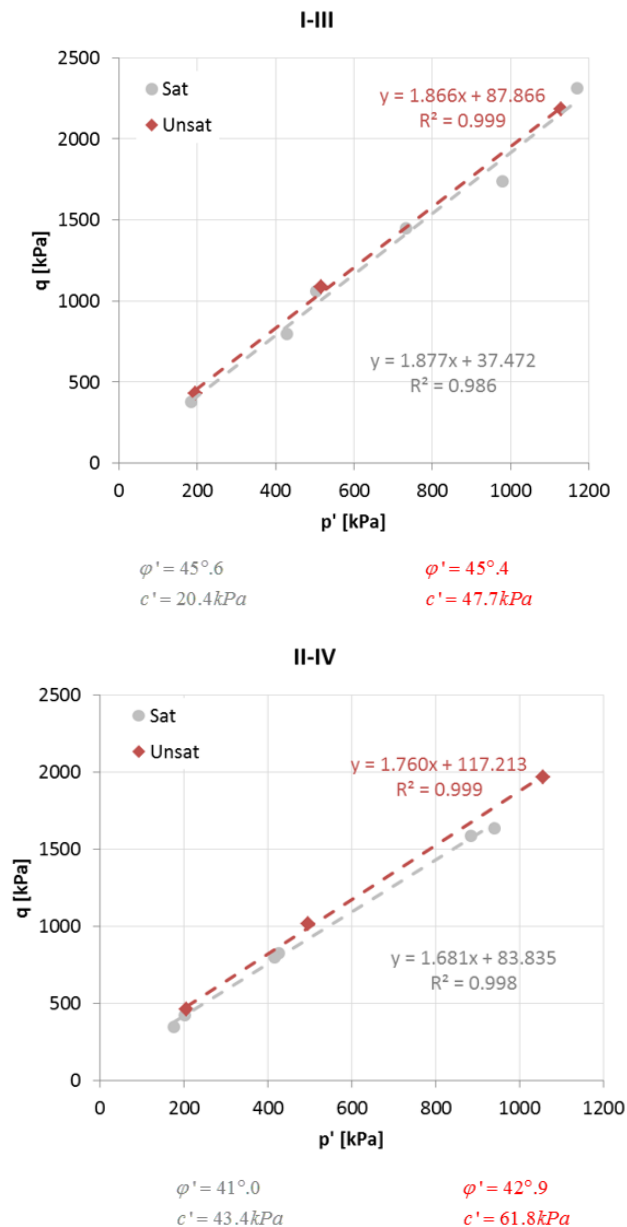 I-III
2500
2000
1500
1000
500
0
q [kPa]
Sat
Unsat
y = 1.866x + 87.866
R² = 0.999
y = 1.877x + 37.472
R² = 0.986
0 200 400 600 800 1000 1200
p' [kPa]
φ' = 45°.6 φ' = 45°.4
c' = 20.4kPa c' = 47.7kPa
II-IV
2500
2000
1500
1000
500
0
q [kPa]
Sat
Unsat
y = 1.760x + 117.213
R² = 0.999
y = 1.681x + 83.835
R² = 0.998
0 200 400 600 800 1000 1200
p' [kPa]
φ' = 41°.0 φ' = 42°.9
c' = 43.4kPa c' = 61.8kPa